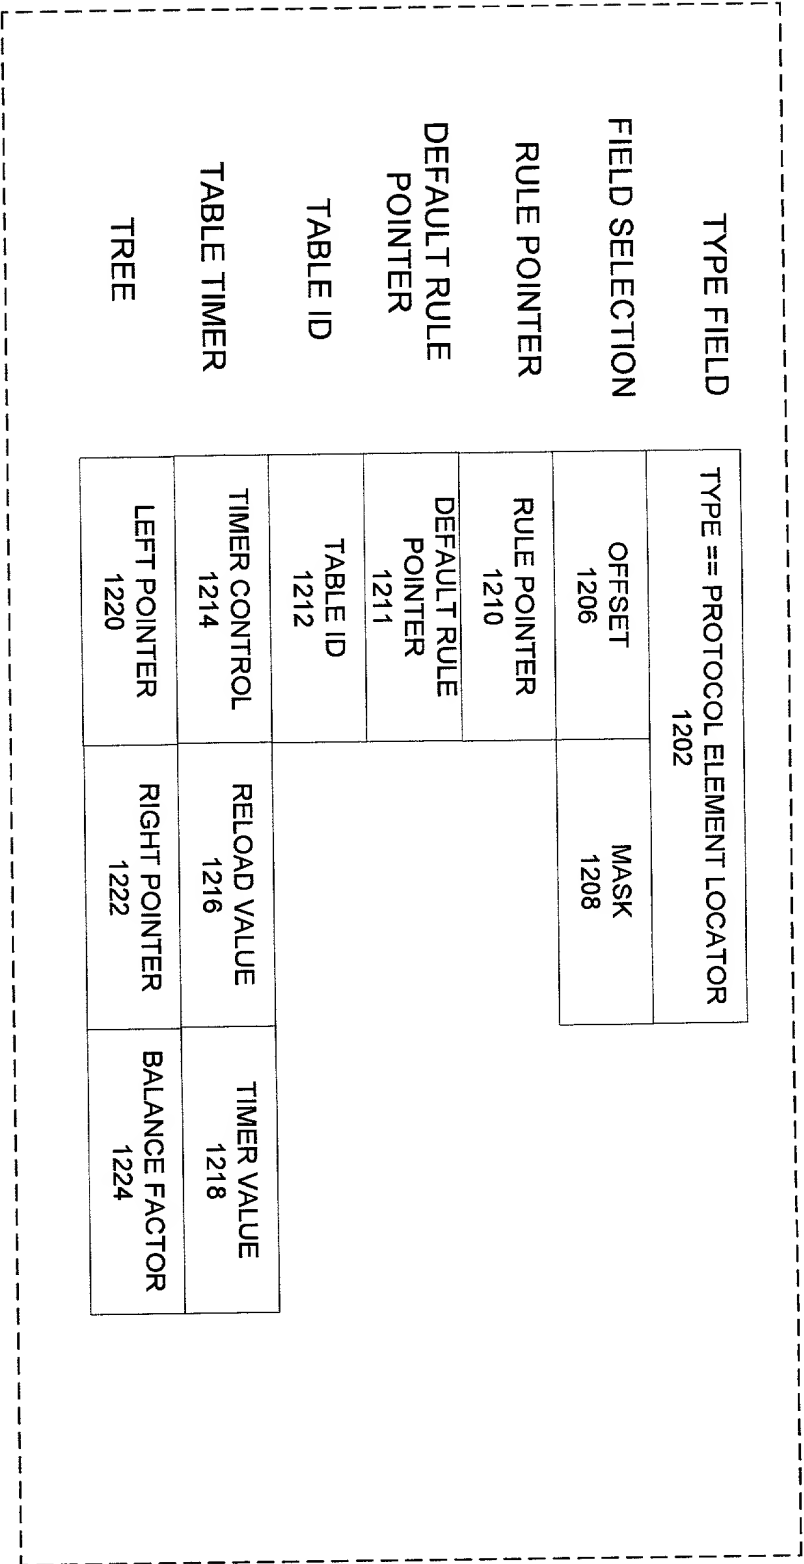 TYPE FIELD
TYPE == PROTOCOL ELEMENT LOCATOR
1202
FIELD SELECTION
OFFSET
1206
MASK
1208
RULE POINTER
RULE POINTER
1210
DEFAULT RULE
POINTER
DEFAULT RULE
POINTER
1211
TABLE ID
TABLE ID
1212
TABLE TIMER
TIMER CONTROL
1214
RELOAD VALUE
1216
TIMER VALUE
1218
TREE
LEFT POINTER
1220
RIGHT POINTER
1222
BALANCE FACTOR
1224